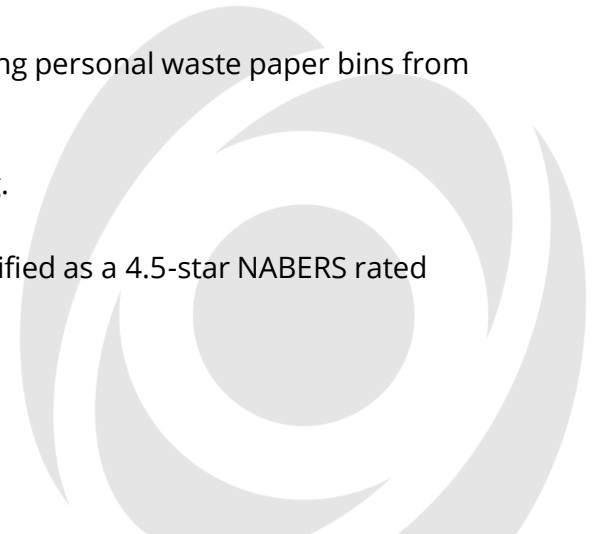 ng personal waste paper bins from
.
ified as a 4.5-star NABERS rated